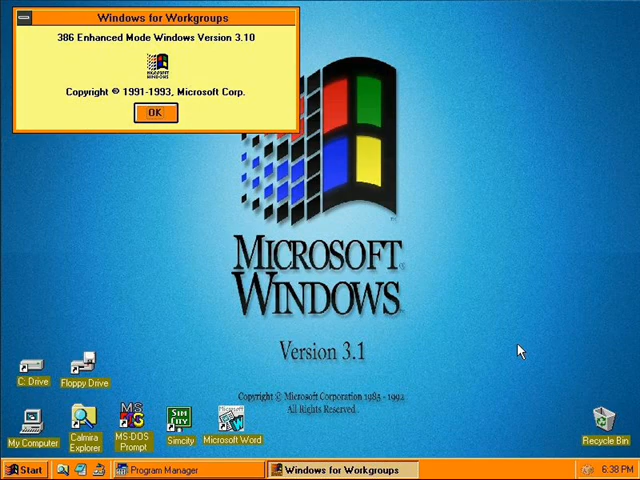 Windows for Workgroups
386 Enhanced Mode Windows Version 3.10
MICROSOFT
WINDOWS
Copyright © 1991-1993, Microsoft Corp.
OK
MICROSOFT
WINDOWS
Version 3.1
Copyright © Microsoft Corporation 1985 - 1992
All Rights Reserved.
C: Drive
Floppy Drive
MS
DOS
SIM
CITY
Microsoft
My Computer
Calmira
Explorer
MS-DOS
Prompt
Simcity
Microsoft Word
Recycle Bin
Start
Program Manager
Windows for Workgroups
6:38 PM